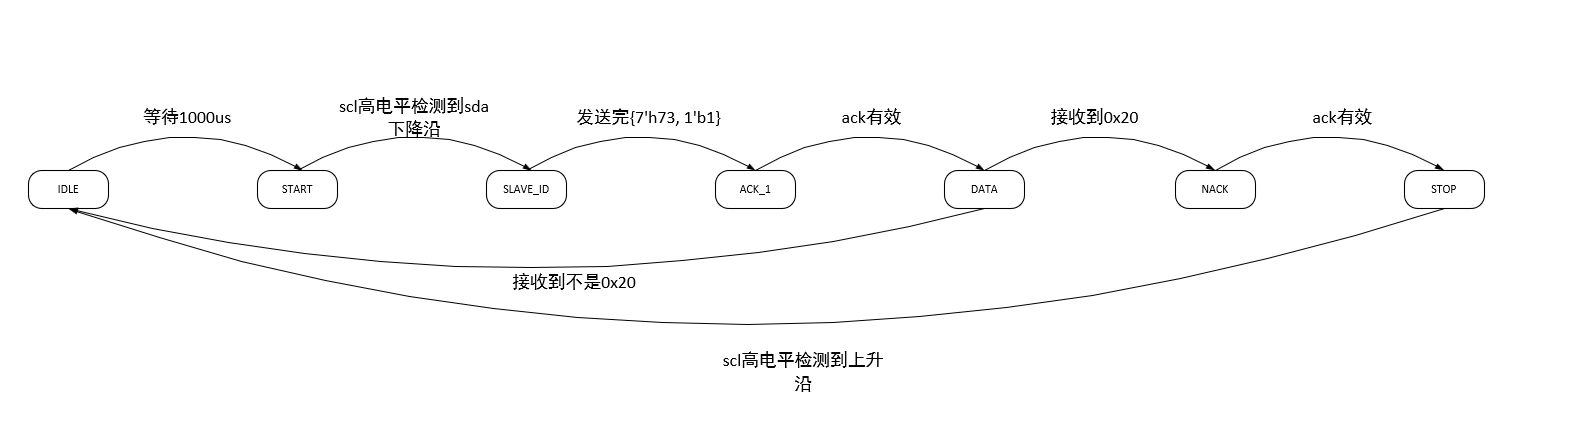 等待1000us
scl高电平检测到sda
下降沿
发送完{7'h73, 1'b1}
ack有效
接收到0x20
ack有效
IDLE
START
SLAVE_ID
ACK_1
DATA
NACK
STOP
接收到不是0x20
scl高电平检测到上升
沿